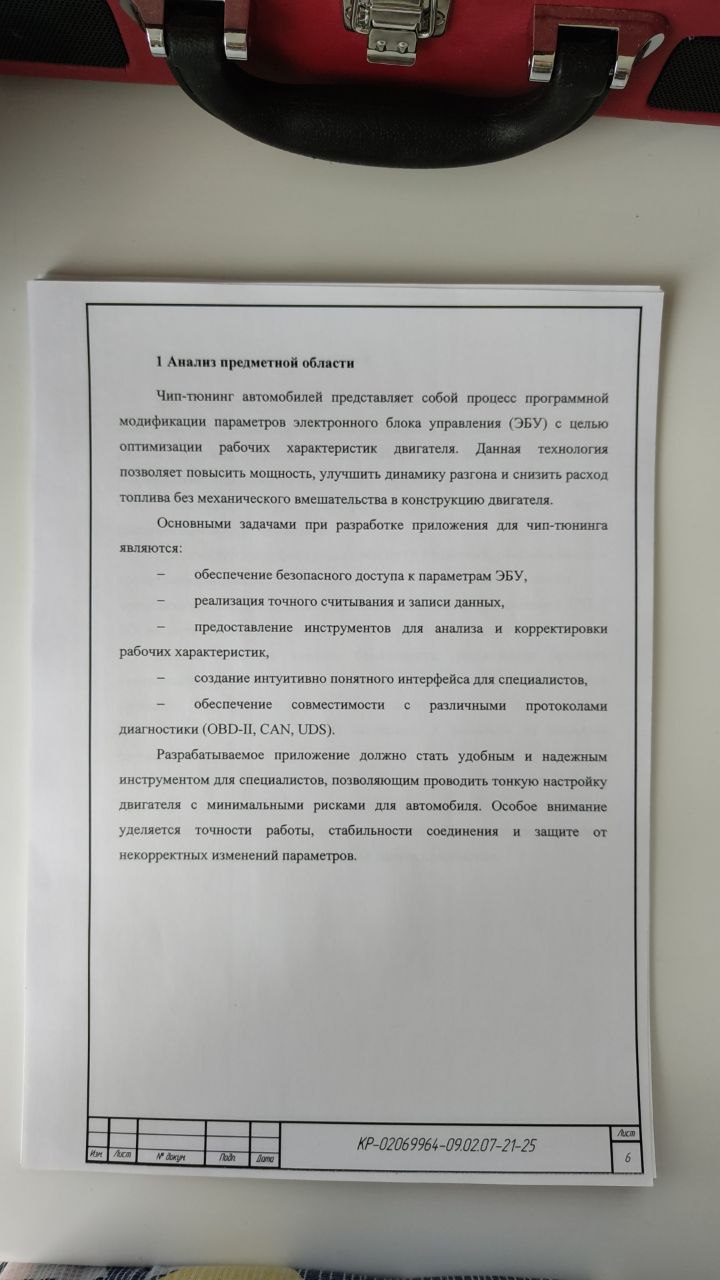 1 Анализ предметной области
Чип-тюнинг автомобилей представляет собой процесс программной
модификации параметров электронного блока управления (ЭБУ) с целью
оптимизации рабочих характеристик двигателя. Данная технология
позволяет повысить мощность, улучшить динамику разгона и снизить расход
топлива без механического вмешательства в конструкцию двигателя.
Основными задачами при разработке приложения для чип-тюнинга
являются:
– обеспечение безопасного доступа к параметрам ЭБУ,
– реализация точного считывания и записи данных,
– предоставление инструментов для анализа и корректировки
рабочих характеристик,
– создание интуитивно понятного интерфейса для специалистов,
– обеспечение совместимости с различными протоколами
диагностики (OBD-II, CAN, UDS).
Разрабатываемое приложение должно стать удобным и надежным
инструментом для специалистов, позволяющим проводить тонкую настройку
двигателя с минимальными рисками для автомобиля. Особое внимание
уделяется точности работы, стабильности соединения и защите от
некорректных изменений параметров.
КР-02069964-09.02.07-21-25
Лист
6
Изм. Лист № докум. Подп. Дата